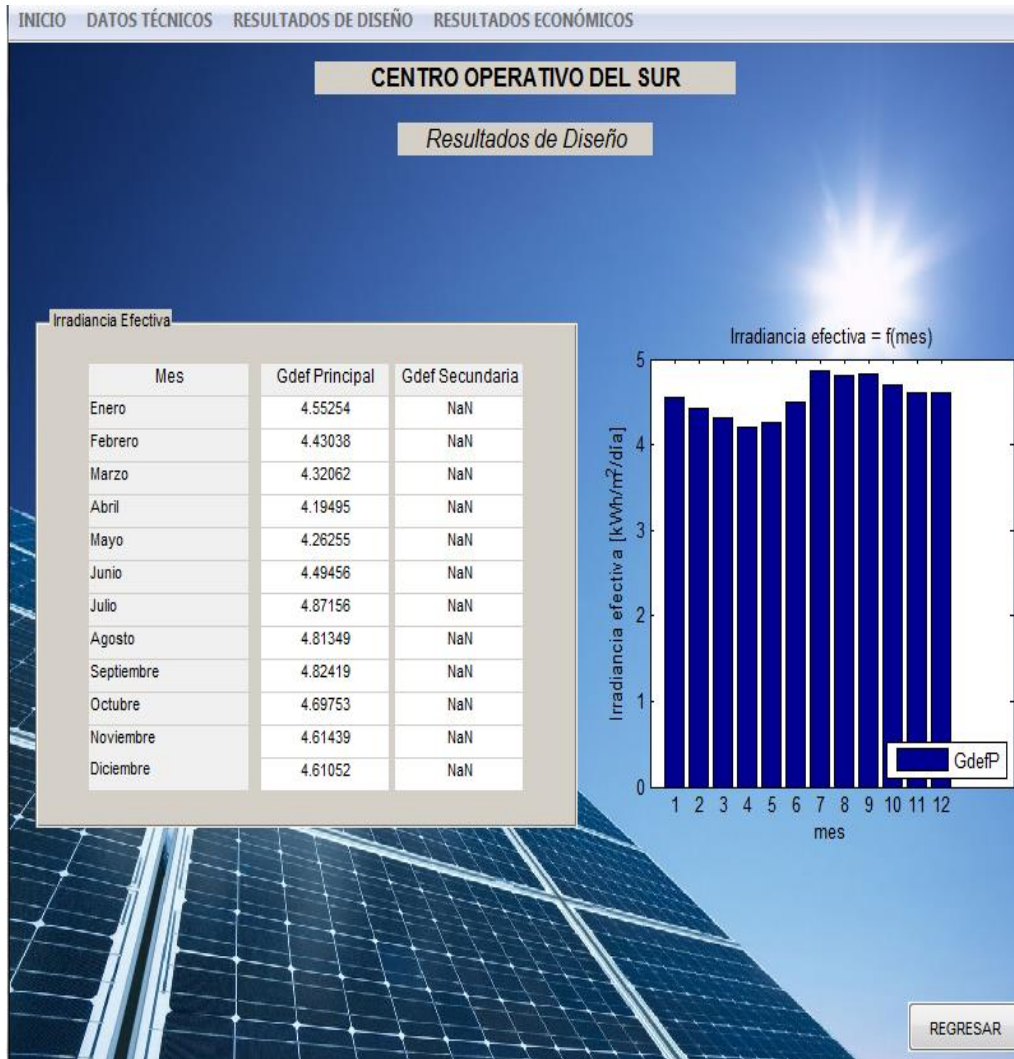 INICIO DATOS TÉCNICOS RESULTADOS DE DISEÑO RESULTADOS ECONÓMICOS
CENTRO OPERATIVO DEL SUR
Resultados de Diseño
Irradiancia Efectiva
Mes Gdef Principal Gdef Secundaria
Enero 4.55254 NaN
Febrero 4.43038 NaN
Marzo 4.32062 NaN
Abril 4.19495 NaN
Mayo 4.26255 NaN
Junio 4.49456 NaN
Julio 4.87156 NaN
Agosto 4.81349 NaN
Septiembre 4.82419 NaN
Octubre 4.69753 NaN
Noviembre 4.61439 NaN
Diciembre 4.61052 NaN
Irradiancia efectiva = f(mes)
Irradiancia efectiva [kWh/m²/día]
5
4
3
2
1
0
GdefP
1 2 3 4 5 6 7 8 9 10 11 12
mes
REGRESAR